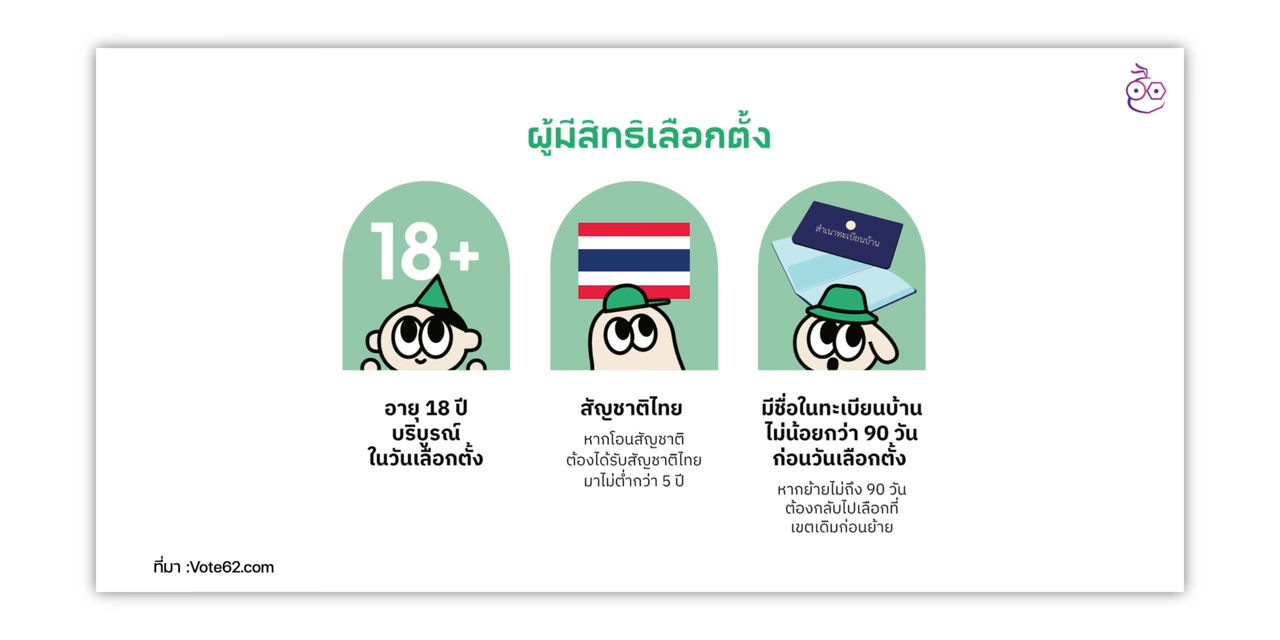 ผู้มีสิทธิเลือกตั้ง
18+
สำเนาทะเบียนบ้าน
อายุ 18 ปี
บริบูรณ์
ในวันเลือกตั้ง
สัญชาติไทย
หากโอนสัญชาติ
ต้องได้รับสัญชาติไทย
มาไม่ต่ำกว่า 5 ปี
มีชื่อในทะเบียนบ้าน
ไม่น้อยกว่า 90 วัน
ก่อนวันเลือกตั้ง
หากย้ายไม่ถึง 90 วัน
ต้องกลับไปเลือกที่
เขตเดิมก่อนย้าย
ที่มา :Vote62.com